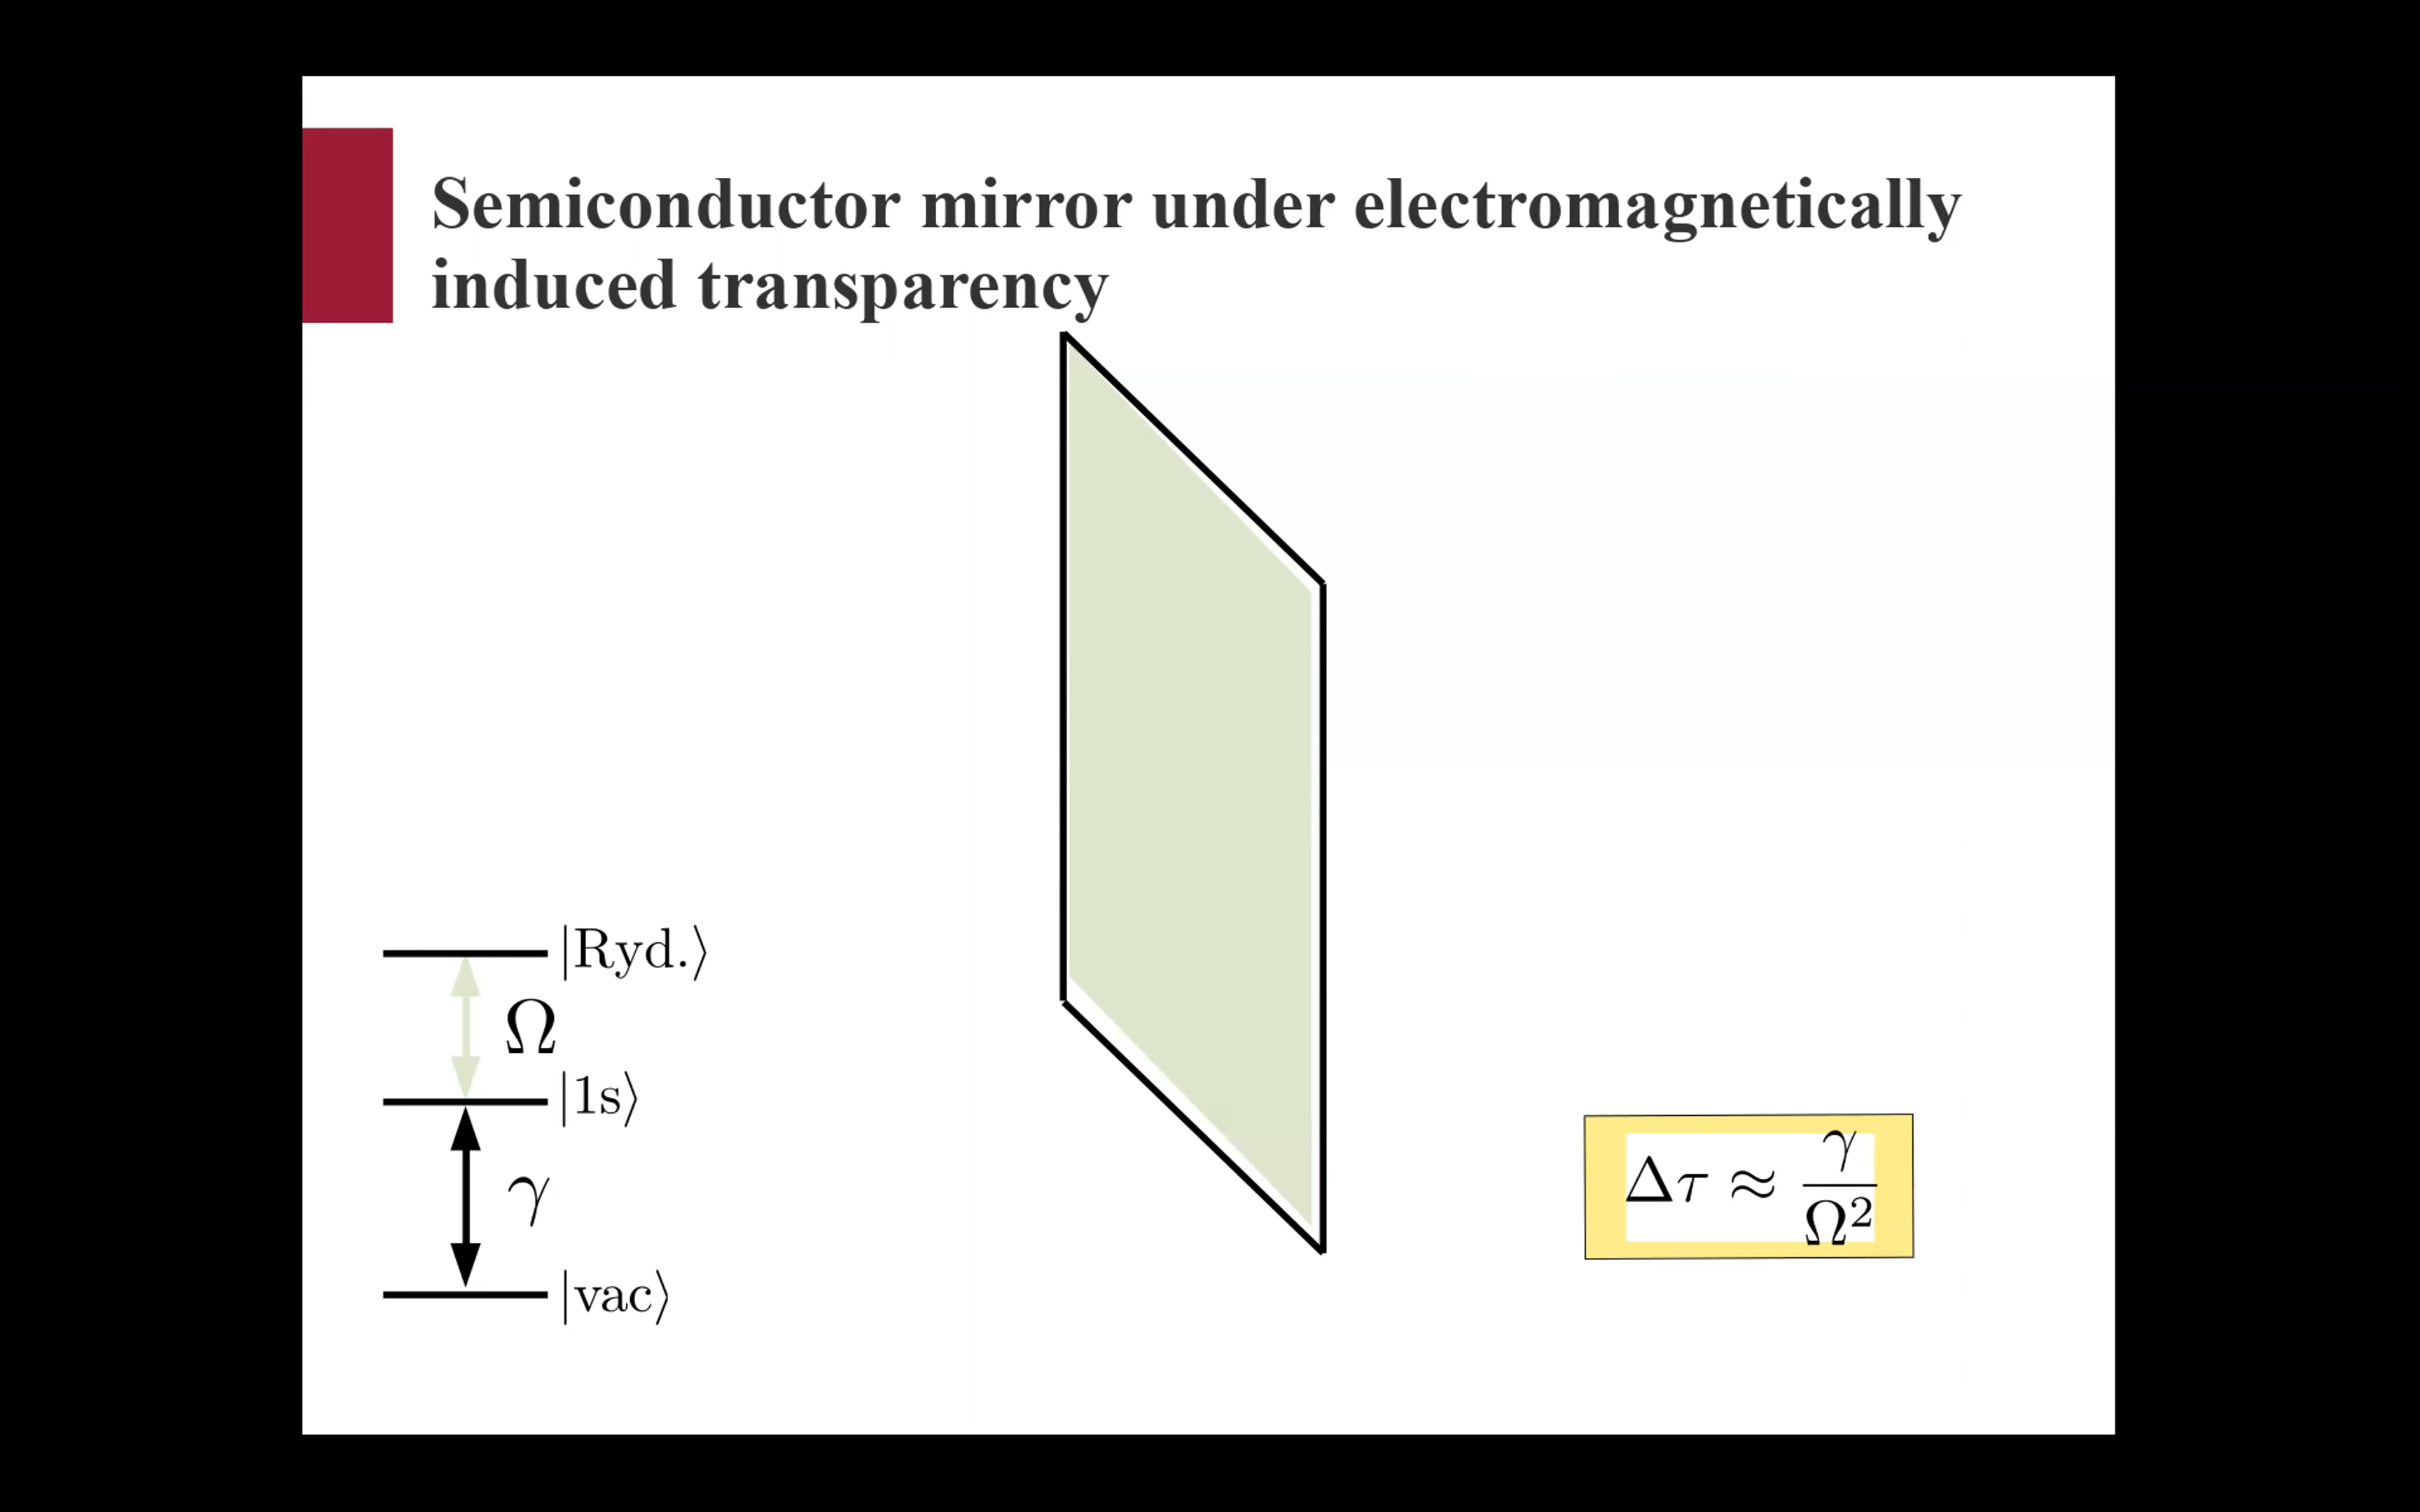 Semiconductor mirror under electromagnetically
induced transparency
|Ryd.⟩
Ω
|1s⟩
γ
|vac⟩
Δτ ≈ γ/Ω²